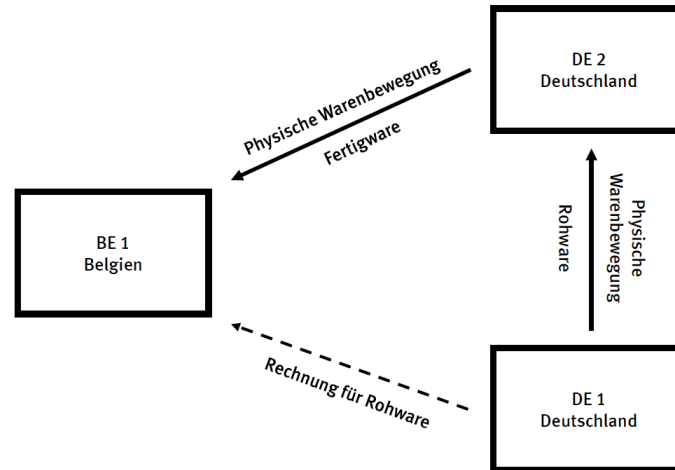 DE 2
Deutschland
Physische Warenbewegung
Fertigware
BE 1
Belgien
Physische
Warenbewegung
Rohware
Rechnung für Rohware
DE 1
Deutschland